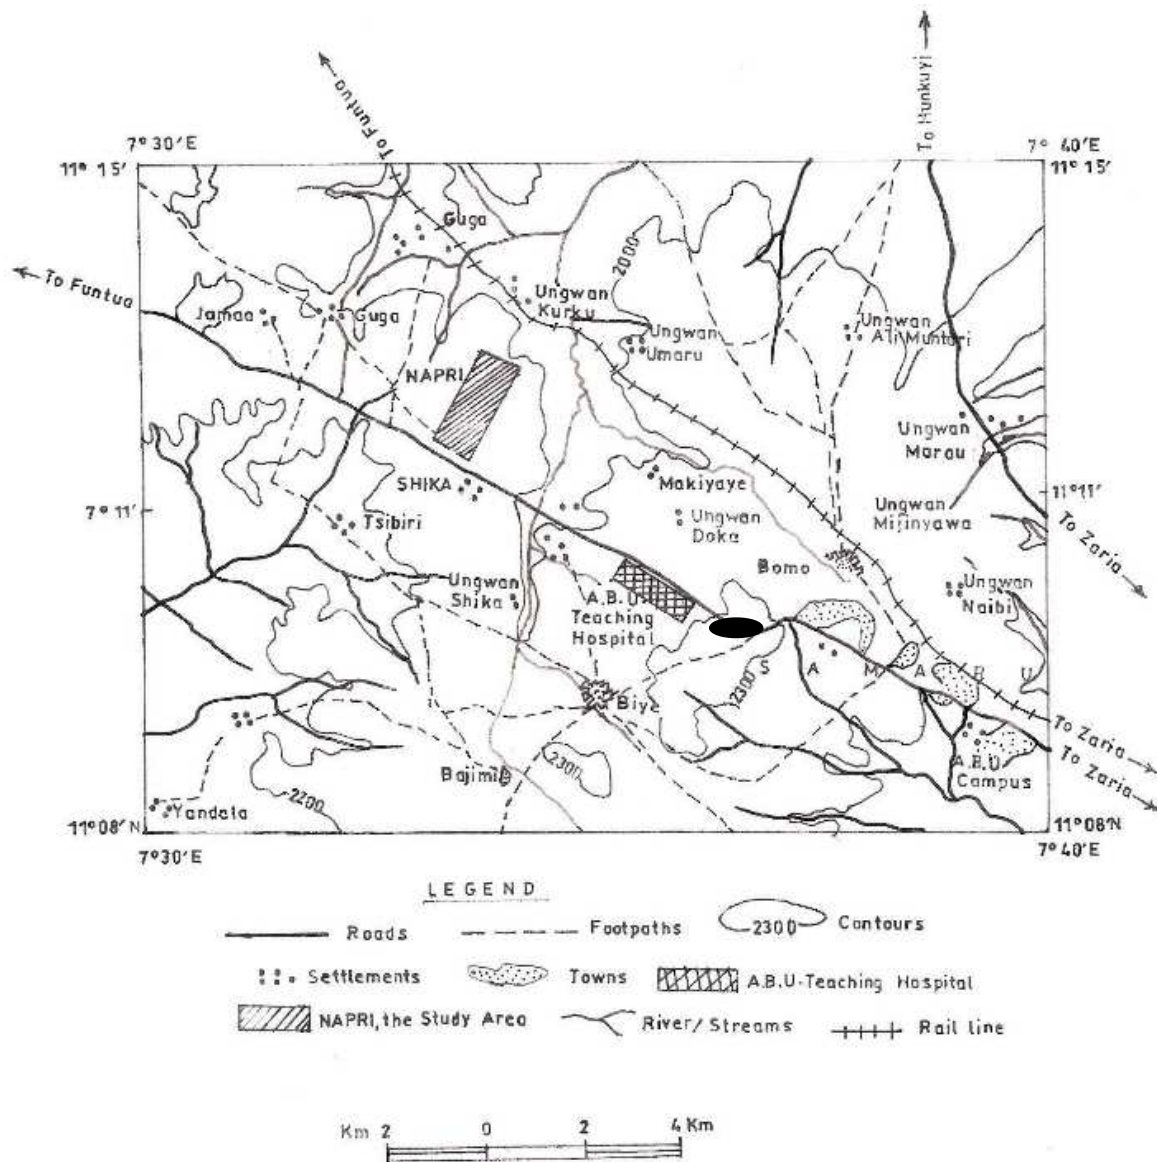 To Funtua
To Hunkuyi
7° 30′E
7° 40′E
11° 15′
11° 15′
Guga
2000
To Funtua
Jamaa
Guga
Ungwan
Kurku
Ungwan
Umaru
Ungwan
Ali Muntari
NAPRI
Ungwan
Marau
SHIKA
Makiyaye
11° 11′
7° 11′
Tsibiri
Ungwan
Doka
Ungwan
Mijinyawa
To Zaria
Bomo
Ungwan
Shika
A.B.U-
Teaching
Hospital
Ungwan
Naibi
2300
S A M A R U
Biye
To Zaria
To Zaria
Bajimi
2300
A.B.U
Campus
2200
Yandala
11° 08′N
11° 08′N
7° 30′E
7° 40′E
LEGEND
Roads
Footpaths
2300
Contours
Settlements
Towns
A.B.U-Teaching Hospital
NAPRI, the Study Area
River/Streams
Rail line
Km 2 0 2 4 Km